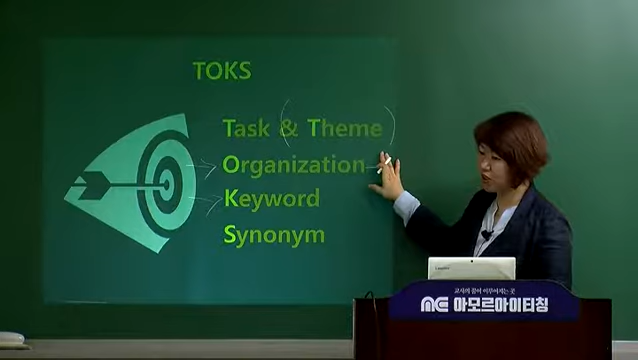 TOKS
Task (& Theme)
Organization
Keyword
Synonym
교사의 꿈이 이루어지는 곳
아모르아이티칭